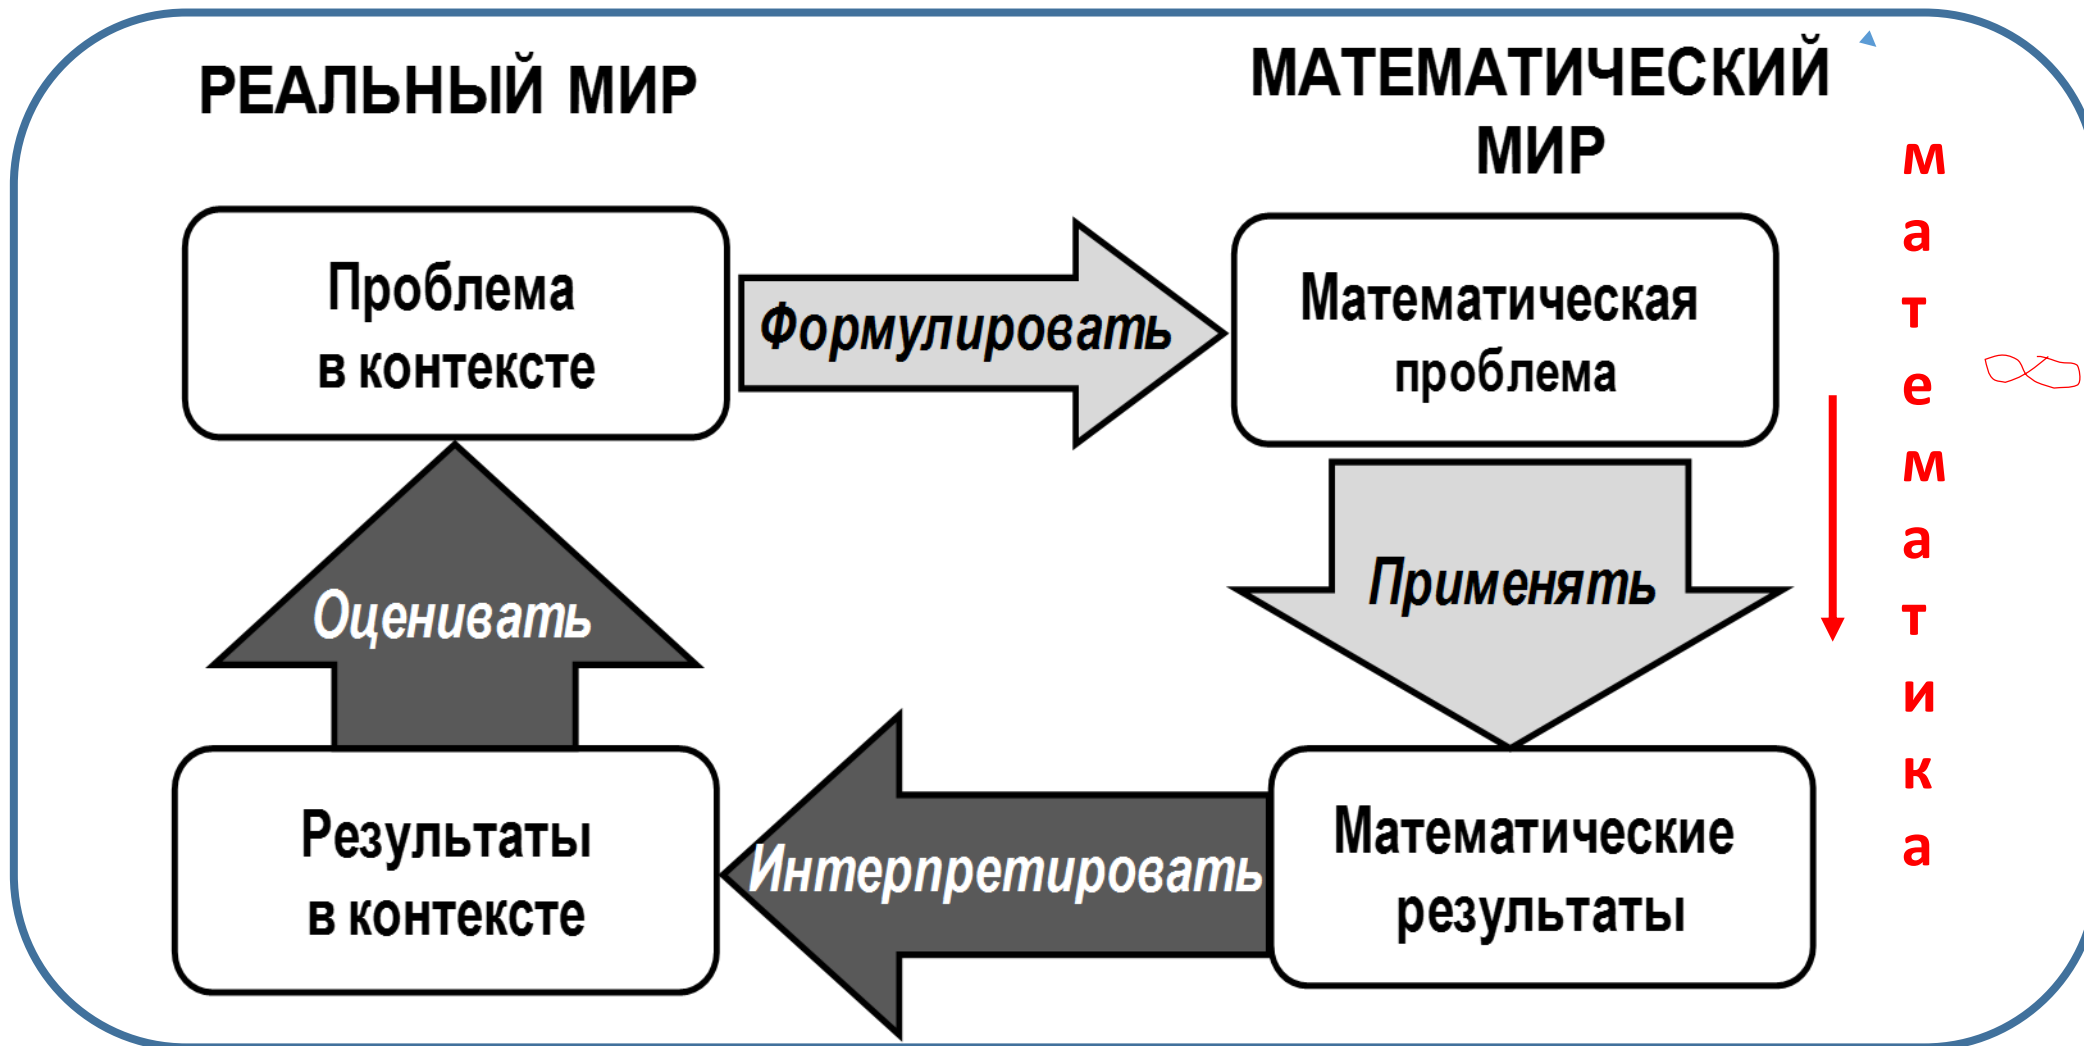 РЕАЛЬНЫЙ МИР
МАТЕМАТИЧЕСКИЙ
МИР
Проблема
в контексте
Формулировать
Математическая
проблема
Применять
Математические
результаты
Интерпретировать
Результаты
в контексте
Оценивать
м
а
т
е
м
а
т
и
к
а